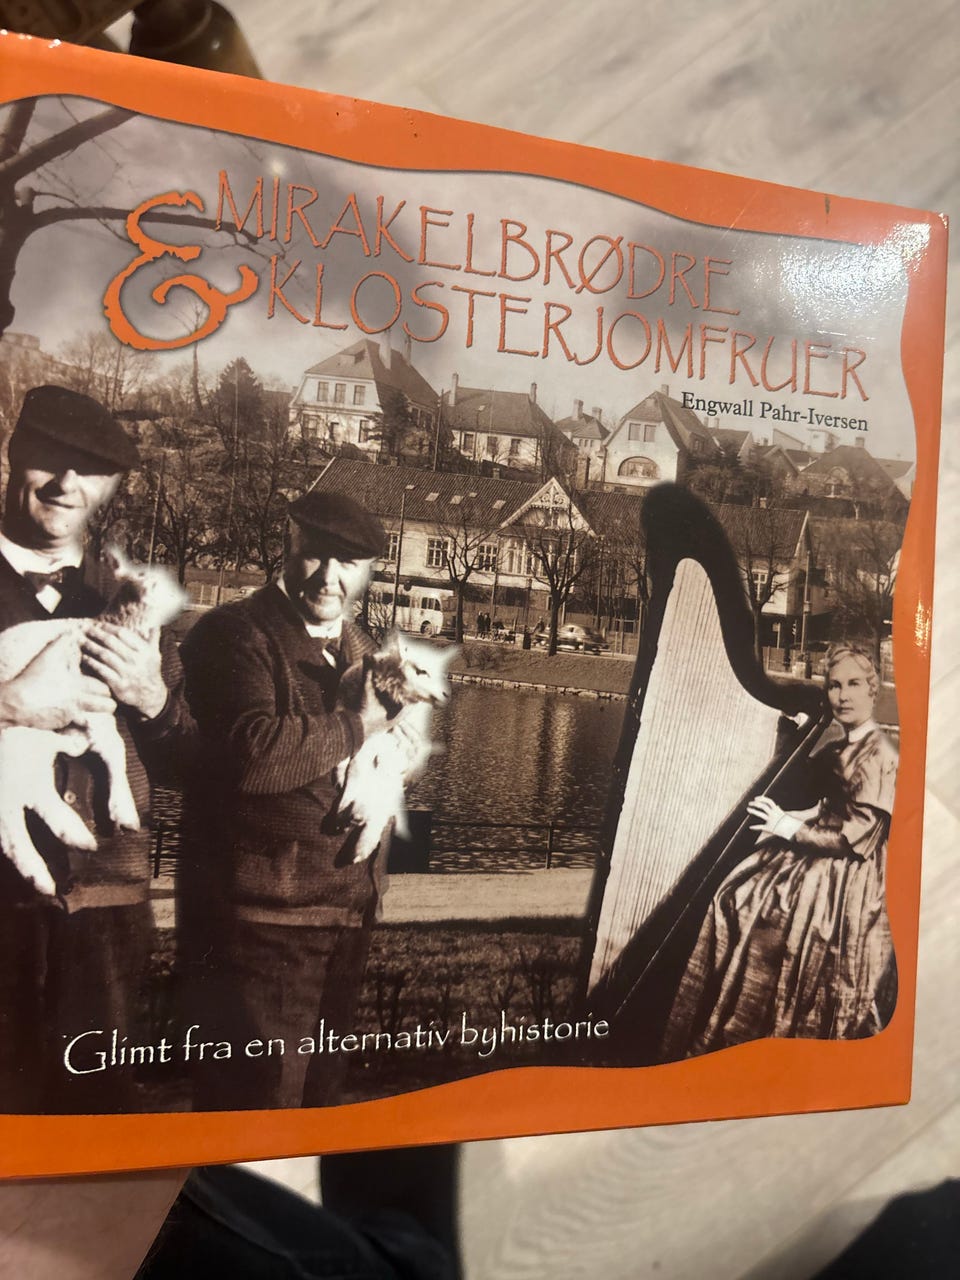 MIRAKELBRØDRE
& KLOSTERJOMFRUER
Engwall Pahr-Iversen
Glimt fra en alternativ byhistorie